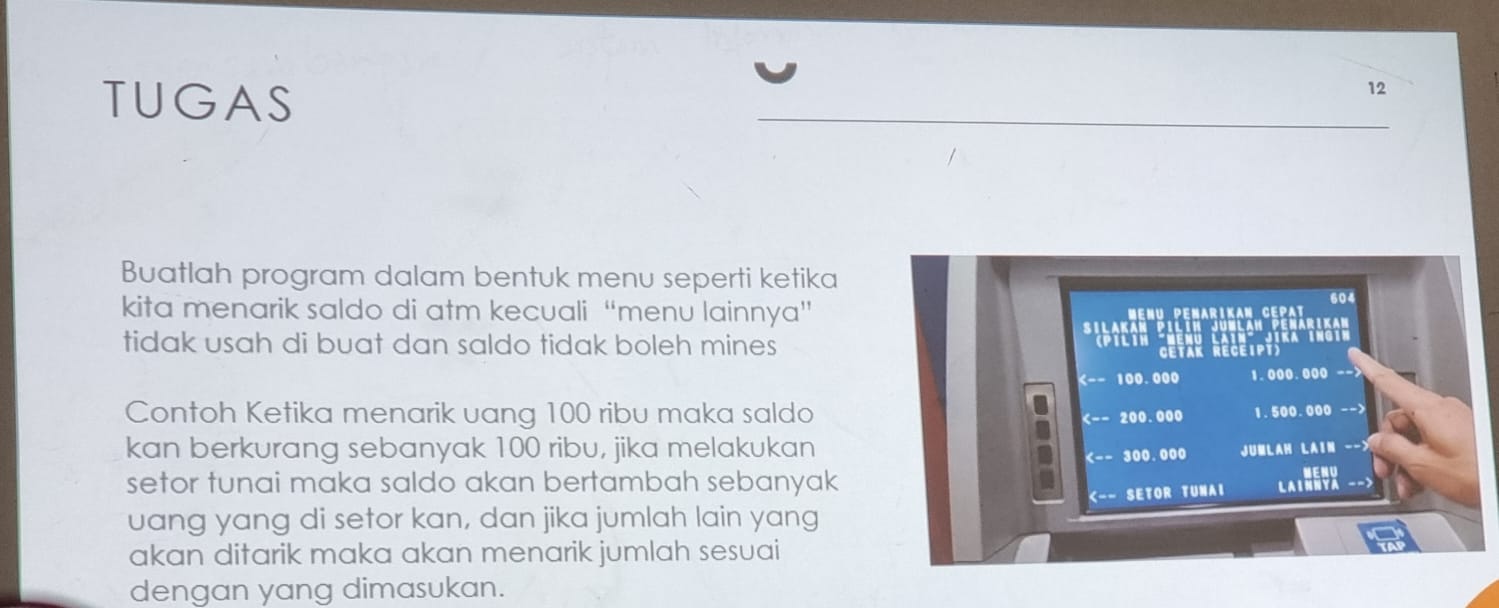 TUGAS
12
Buatlah program dalam bentuk menu seperti ketika
kita menarik saldo di atm kecuali “menu lainnya”
tidak usah di buat dan saldo tidak boleh mines
Contoh Ketika menarik uang 100 ribu maka saldo
kan berkurang sebanyak 100 ribu, jika melakukan
setor tunai maka saldo akan bertambah sebanyak
uang yang di setor kan, dan jika jumlah lain yang
akan ditarik maka akan menarik jumlah sesuai
dengan yang dimasukan.
604
MENU PENARIKAN CEPAT
SILAKAN PILIH JUMLAH PENARIKAN
(PILIH "MENU LAIN" JIKA INGIN
CETAK RECEIPT)
<-- 100.000 1.000.000 -->
<-- 200.000 1.500.000 -->
<-- 300.000 JUMLAH LAIN -->
<-- SETOR TUNAI MENU
LAINNYA -->
TAP